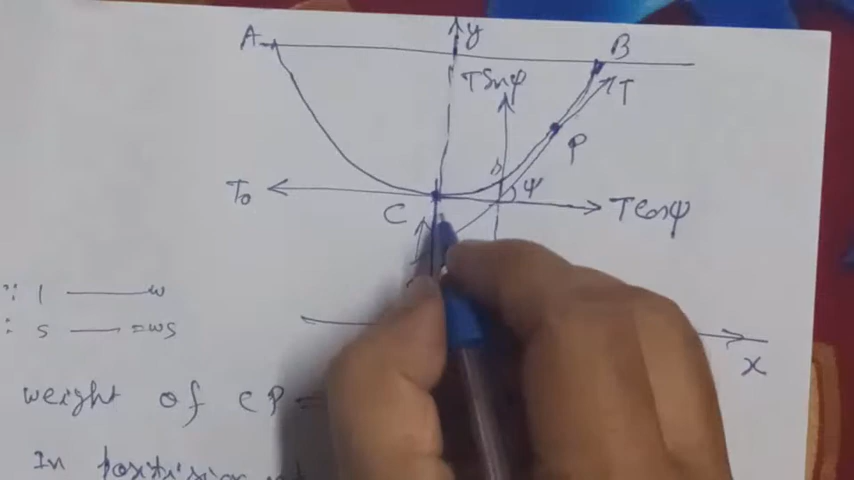 A
y
B
T Sinψ
T
P
s
ψ
T₀
T Cosψ
C
∵ 1 —— w
∴ s —— = ws
x
weight of CP =
In